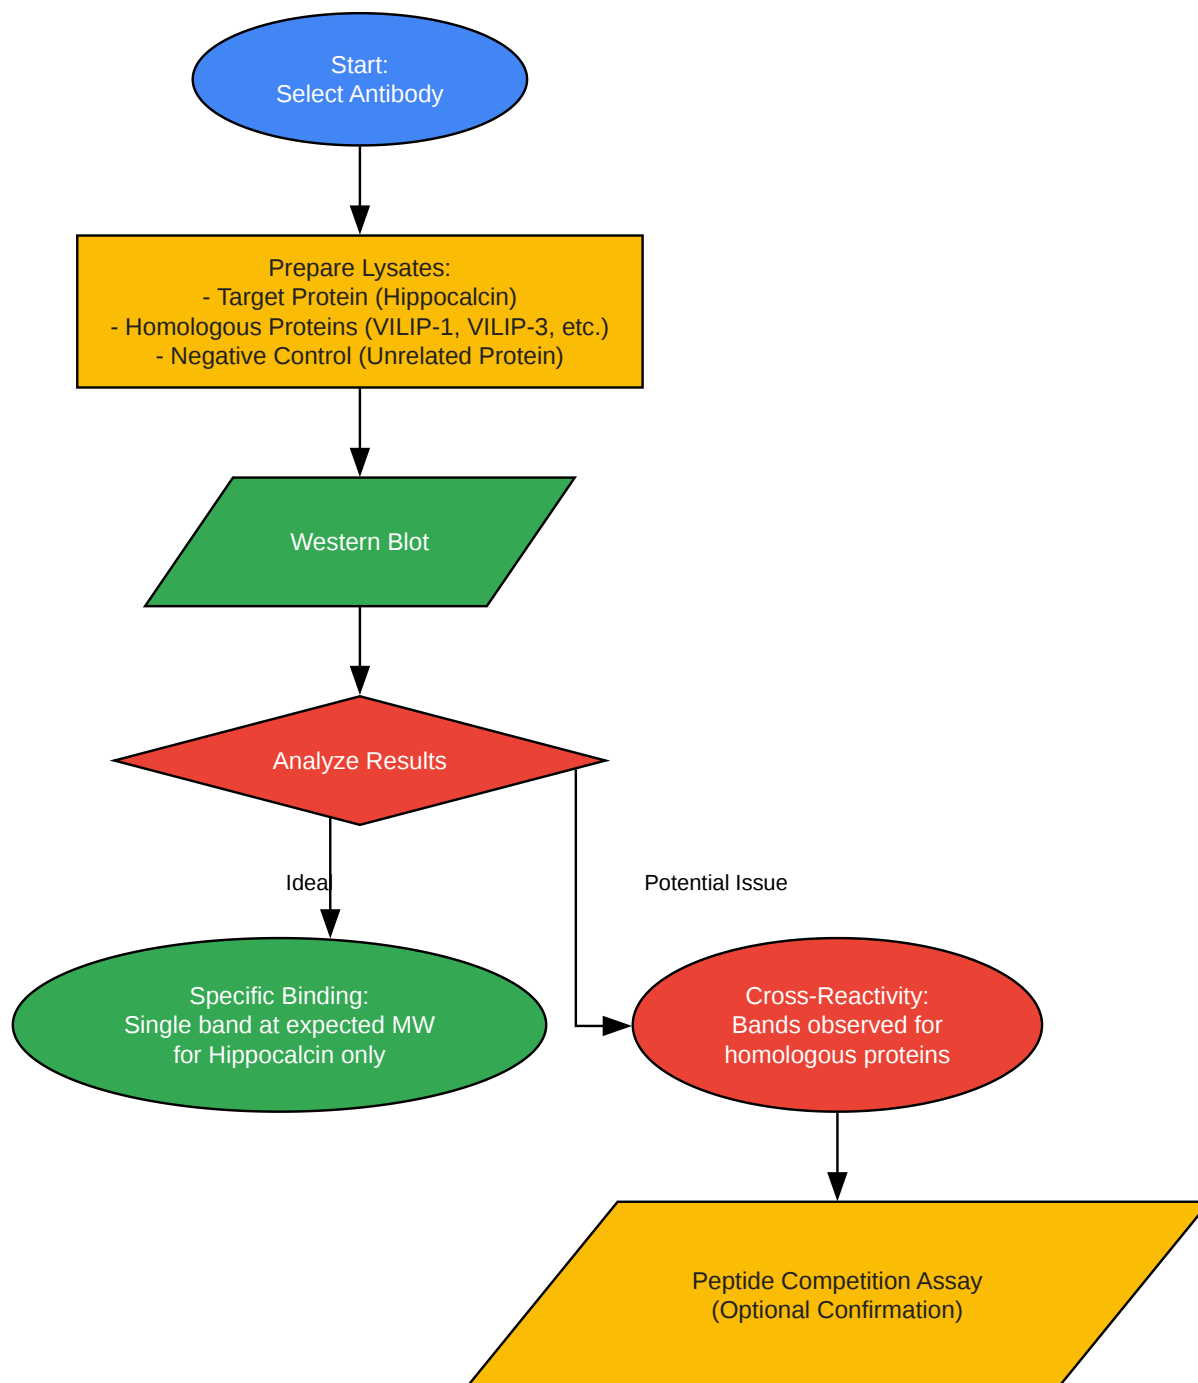 Start:
Select Antibody
Prepare Lysates:
- Target Protein (Hippocalcin)
- Homologous Proteins (VILIP-1, VILIP-3, etc.)
- Negative Control (Unrelated Protein)
Western Blot
Analyze Results
Ideal
Potential Issue
Specific Binding:
Single band at expected MW
for Hippocalcin only
Cross-Reactivity:
Bands observed for
homologous proteins
Peptide Competition Assay
(Optional Confirmation)